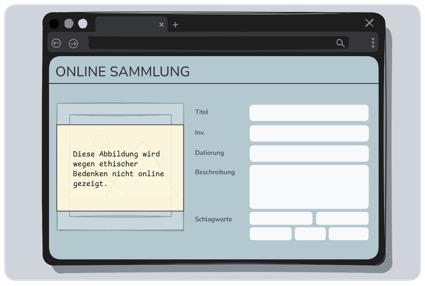 ONLINE SAMMLUNG
Diese Abbildung wird
wegen ethischer
Bedenken nicht online
gezeigt.
Titel
Inv.
Datierung
Beschreibung
Schlagworte